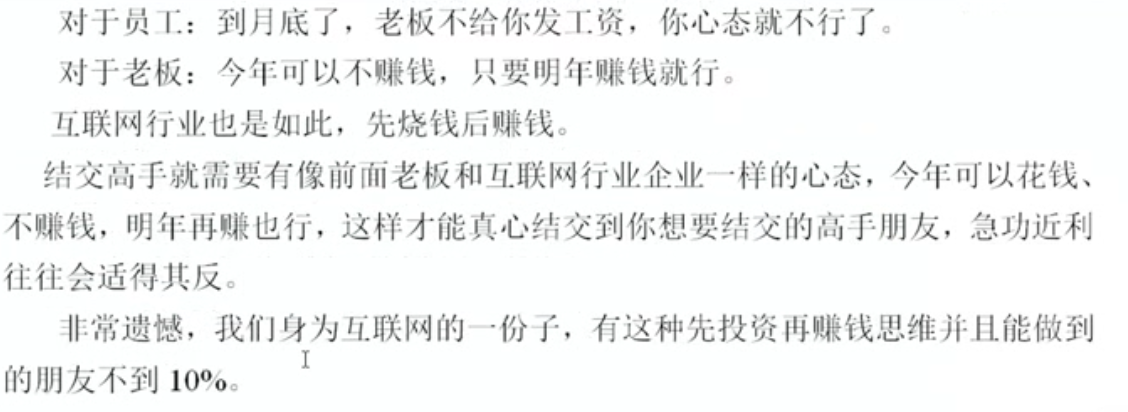 对于员工：到月底了，老板不给你发工资，你心态就不行了。
对于老板：今年可以不赚钱，只要明年赚钱就行。
互联网行业也是如此，先烧钱后赚钱。
结交高手就需要有像前面老板和互联网行业企业一样的心态，今年可以花钱、
不赚钱，明年再赚也行，这样才能真心结交到你想要结交的高手朋友，急功近利
往往会适得其反。
非常遗憾，我们身为互联网的一份子，有这种先投资再赚钱思维并且能做到
的朋友不到 10%。